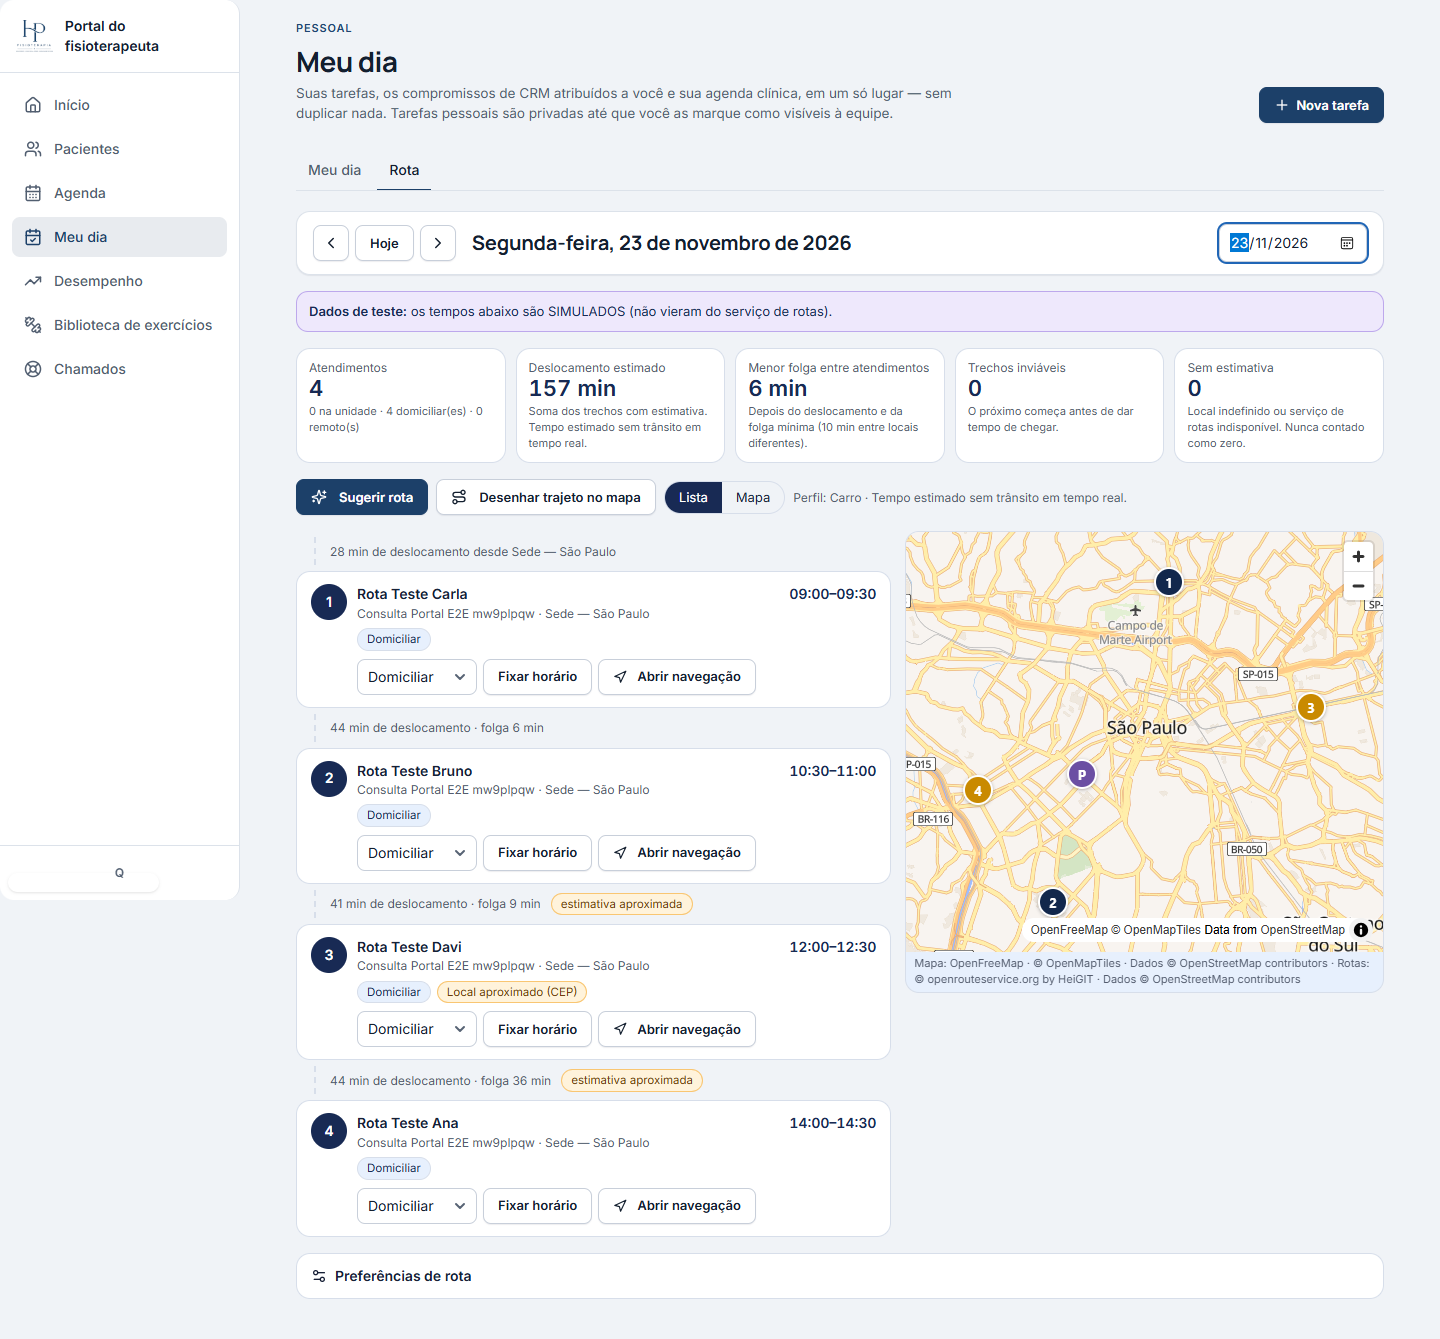 Portal do
fisioterapeuta
Início
Pacientes
Agenda
Meu dia
Desempenho
Biblioteca de exercícios
Chamados
Q
PESSOAL
Meu dia
Suas tarefas, os compromissos de CRM atribuídos a você e sua agenda clínica, em um só lugar — sem
duplicar nada. Tarefas pessoais são privadas até que você as marque como visíveis à equipe.
Nova tarefa
Meu dia
Rota
Hoje
Segunda-feira, 23 de novembro de 2026
23/11/2026
Dados de teste: os tempos abaixo são SIMULADOS (não vieram do serviço de rotas).
Atendimentos
4
0 na unidade · 4 domiciliar(es) · 0
remoto(s)
Deslocamento estimado
157 min
Soma dos trechos com estimativa.
Tempo estimado sem trânsito em
tempo real.
Menor folga entre atendimentos
6 min
Depois do deslocamento e da
folga mínima (10 min entre locais
diferentes).
Trechos inviáveis
0
O próximo começa antes de dar
tempo de chegar.
Sem estimativa
0
Local indefinido ou serviço de
rotas indisponível. Nunca contado
como zero.
Sugerir rota
Desenhar trajeto no mapa
Lista
Mapa
Perfil: Carro · Tempo estimado sem trânsito em tempo real.
28 min de deslocamento desde Sede — São Paulo
1
Rota Teste Carla
09:00–09:30
Consulta Portal E2E mw9plpqw · Sede — São Paulo
Domiciliar
Domiciliar
Fixar horário
Abrir navegação
44 min de deslocamento · folga 6 min
2
Rota Teste Bruno
10:30–11:00
Consulta Portal E2E mw9plpqw · Sede — São Paulo
Domiciliar
Domiciliar
Fixar horário
Abrir navegação
41 min de deslocamento · folga 9 min
estimativa aproximada
3
Rota Teste Davi
12:00–12:30
Consulta Portal E2E mw9plpqw · Sede — São Paulo
Domiciliar
Local aproximado (CEP)
Domiciliar
Fixar horário
Abrir navegação
44 min de deslocamento · folga 36 min
estimativa aproximada
4
Rota Teste Ana
14:00–14:30
Consulta Portal E2E mw9plpqw · Sede — São Paulo
Domiciliar
Domiciliar
Fixar horário
Abrir navegação
1
Campo de
Marte Airport
SP-
SP-015
3
São Paulo
P-015
P
4
BR-116
BR-050
2
do Sul
OpenFreeMap © OpenMapTiles Data from OpenStreetMap
Mapa: OpenFreeMap · © OpenMapTiles · Dados © OpenStreetMap contributors · Rotas:
© openrouteservice.org by HeiGIT · Dados © OpenStreetMap contributors
Preferências de rota